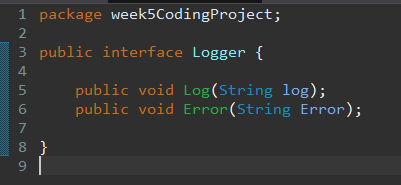 1 package week5CodingProject;
2
3 public interface Logger {
4
5     public void Log(String log);
6     public void Error(String Error);
7
8 }
9